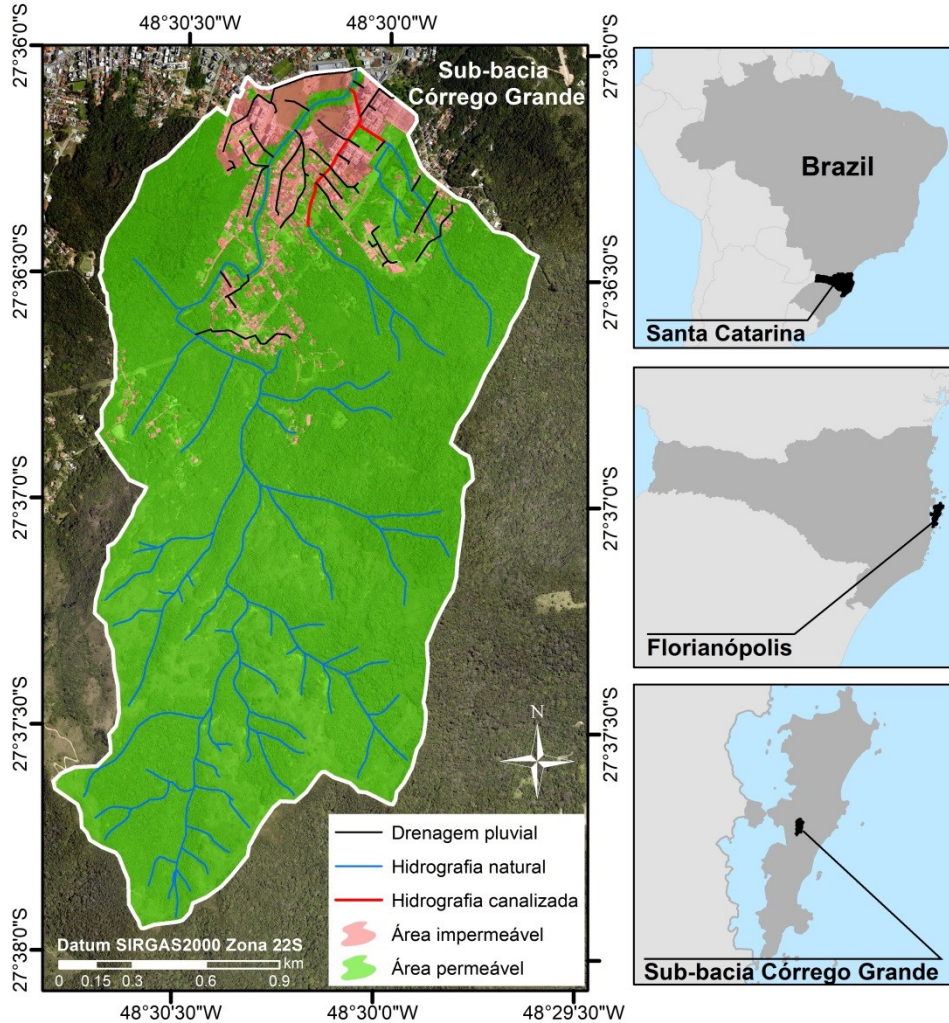 48°30'30"W
48°30'0"W
27°36'0"S
27°36'30"S
27°37'0"S
27°37'30"S
27°38'0"S
Sub-bacia
Córrego Grande
N
Drenagem pluvial
Hidrografia natural
Hidrografia canalizada
Área impermeável
Área permeável
Datum SIRGAS2000 Zona 22S
km
0 0.15 0.3 0.6 0.9
48°30'30"W
48°30'0"W
48°29'30"W
27°36'0"S
27°36'30"S
27°37'0"S
27°37'30"S
Brazil
Santa Catarina
Florianópolis
Sub-bacia Córrego Grande